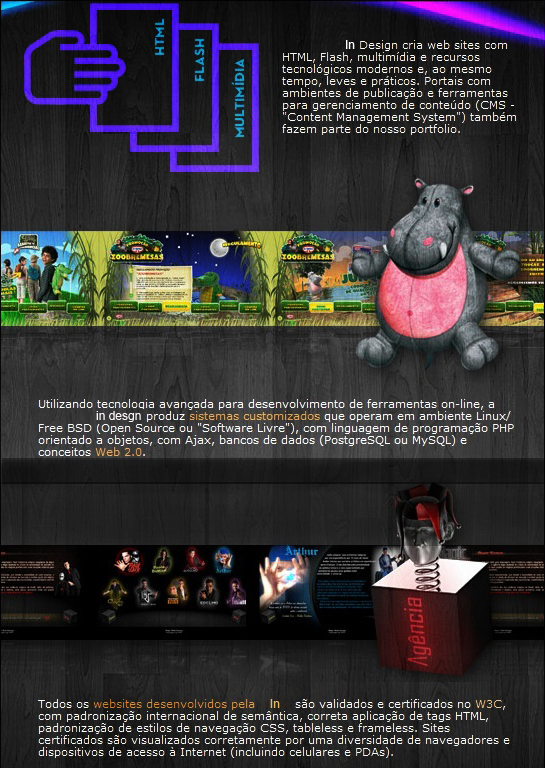 HTML
FLASH
MULTIMÍDIA
In Design cria web sites com
HTML, Flash, multimídia e recursos
tecnológicos modernos e, ao mesmo
tempo, leves e práticos. Portais com
ambientes de publicação e ferramentas
para gerenciamento de conteúdo (CMS -
"Content Management System") também
fazem parte do nosso portfolio.
ZOOBREMESAS
REGULAMENTO
ZOOBREMESAS
Utilizando tecnologia avançada para desenvolvimento de ferramentas on-line, a
in desgn produz sistemas customizados que operam em ambiente Linux/
Free BSD (Open Source ou "Software Livre"), com linguagem de programação PHP
orientado a objetos, com Ajax, bancos de dados (PostgreSQL ou MySQL) e
conceitos Web 2.0.
Arthur
Agência
Todos os websites desenvolvidos pela In são validados e certificados no W3C,
com padronização internacional de semântica, correta aplicação de tags HTML,
padronização de estilos de navegação CSS, tableless e frameless. Sites
certificados são visualizados corretamente por uma diversidade de navegadores e
dispositivos de acesso à Internet (incluindo celulares e PDAs).